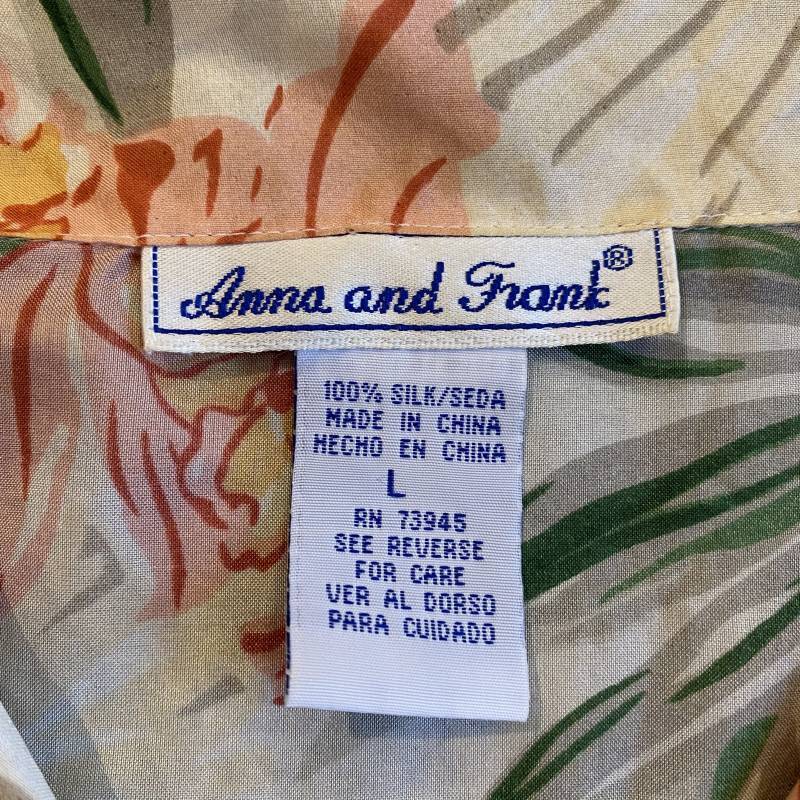 Anna and Frank®
100% SILK/SEDA
MADE IN CHINA
HECHO EN CHINA
L
RN 73945
SEE REVERSE
FOR CARE
VER AL DORSO
PARA CUIDADO